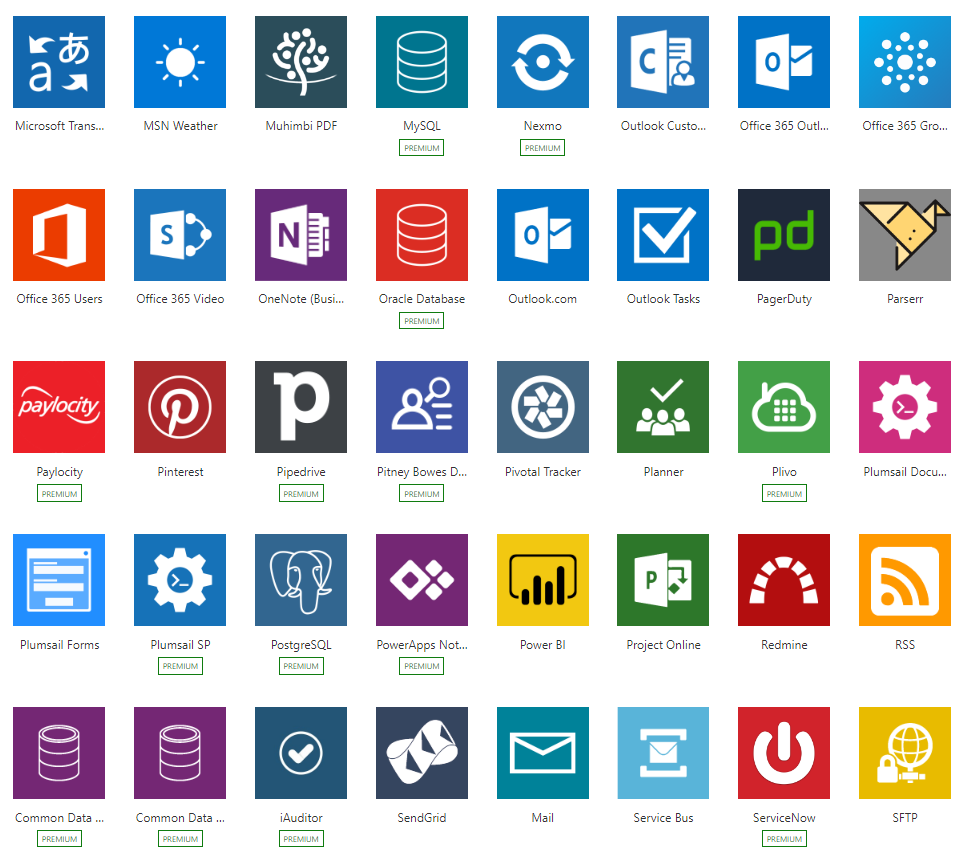 a あ
Microsoft Trans...
MSN Weather
Muhimbi PDF
MySQL
PREMIUM
Nexmo
PREMIUM
C
Outlook Custo...
O
Office 365 Outl...
Office 365 Gro...
Office 365 Users
S
Office 365 Video
N
OneNote (Busi...
Oracle Database
PREMIUM
O
Outlook.com
Outlook Tasks
pd
PagerDuty
Parserr
paylocity
Paylocity
PREMIUM
Pinterest
p
Pipedrive
PREMIUM
Pitney Bowes D...
PREMIUM
Pivotal Tracker
Planner
Plivo
PREMIUM
>_
Plumsail Docu...
Plumsail Forms
>_
Plumsail SP
PREMIUM
PostgreSQL
PREMIUM
PowerApps Not...
PREMIUM
Power BI
P
Project Online
Redmine
RSS
Common Data ...
PREMIUM
Common Data ...
PREMIUM
iAuditor
PREMIUM
SendGrid
Mail
Service Bus
ServiceNow
PREMIUM
SFTP